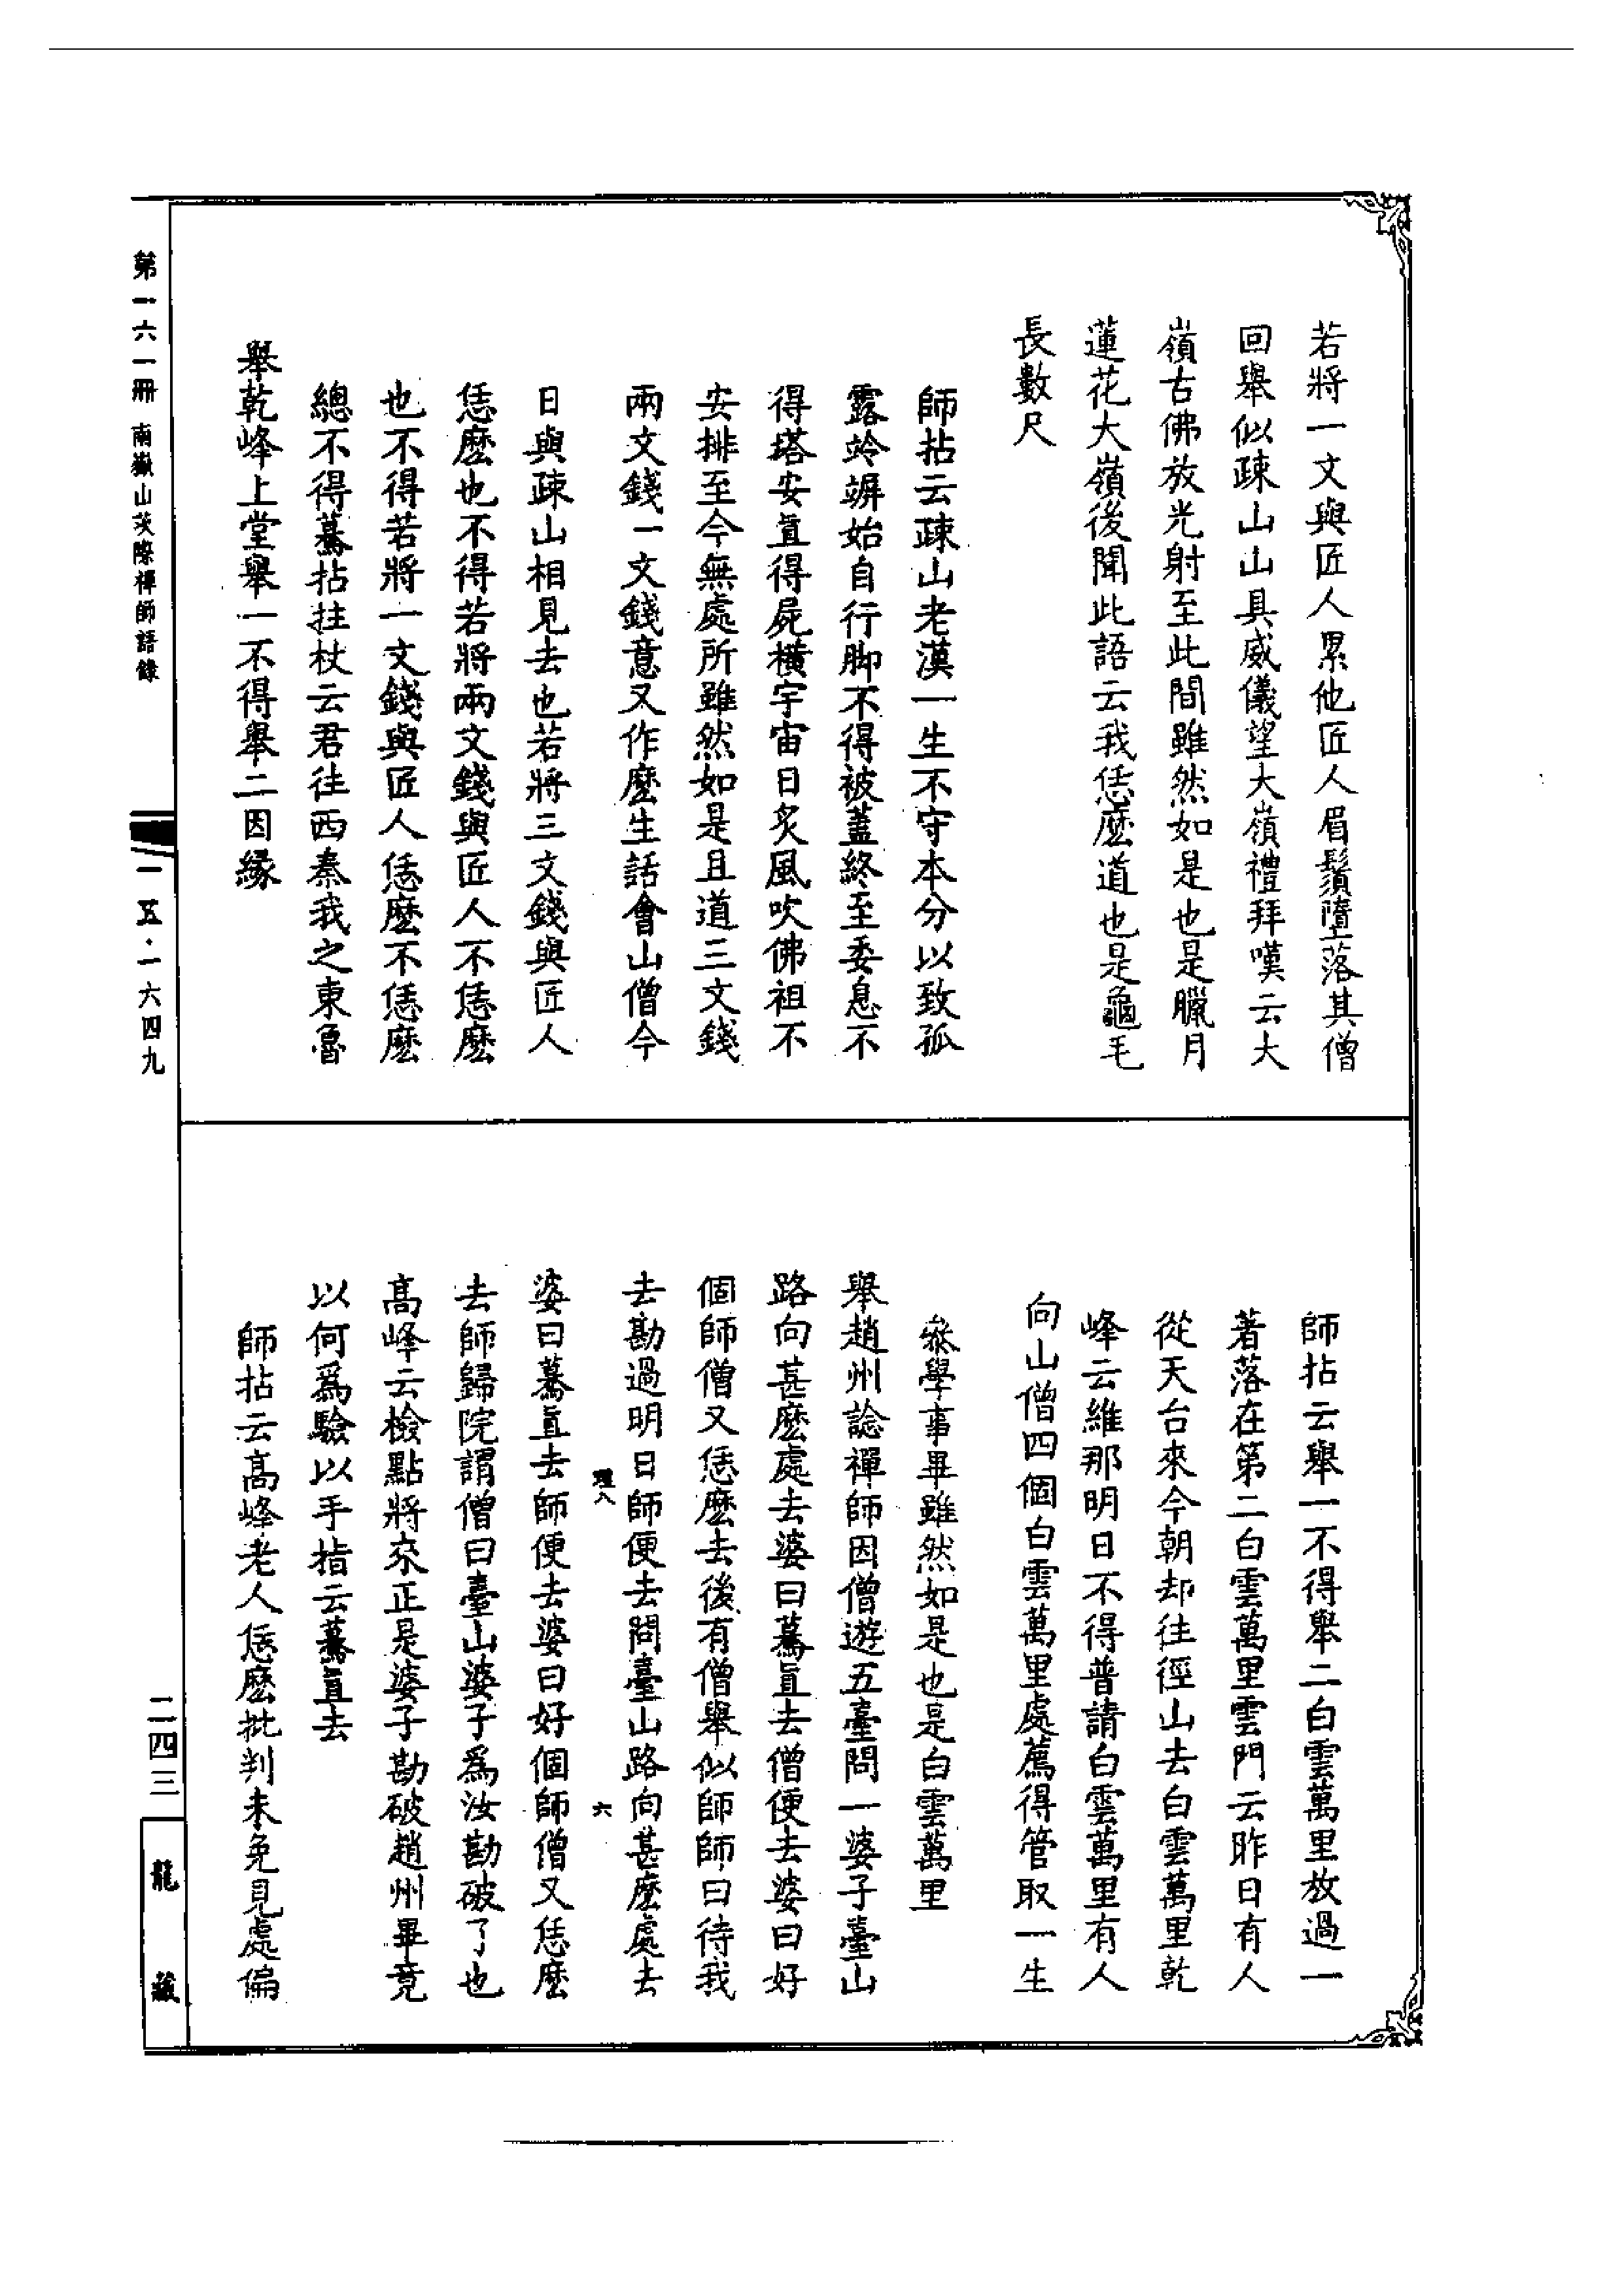 若將一文與匠人累他匠人眉鬚墮落其僧
回舉似疎山山具威儀望大嶺禮拜嘆云大
嶺古佛放光射至此間雖然如是也是臘月
蓮花大嶺後聞此語云我恁麼道也是龜毛
長數尺
師拈云疎山老漢一生不守本分以致孤
露竛竮始自行脚不得被蓋終至委息不
得塔安直得屍橫宇宙日炙風吹佛祖不
安排至今無處所雖然如是且道三文錢
兩文錢一文錢意又作麼生話會山僧今
日與疎山相見去也若將三文錢與匠人
恁麼也不得若將兩文錢與匠人不恁麼
也不得若將一文錢與匠人恁麼不恁麼
總不得驀拈拄杖云君徃西秦我之東魯
舉乾峰上堂舉一不得舉二因緣
師拈云舉一不得舉二白雲萬里放過一
著落在第二白雲萬里雲門云昨日有人
從天台來今朝却徃徑山去白雲萬里乾
峰云維那明日不得普請白雲萬里有人
向山僧四個白雲萬里處薦得管取一生
叅學事畢雖然如是也是白雲萬里
舉趙州諗禪師因僧遊五臺問一婆子臺山
路向甚麼處去婆曰驀直去僧便去婆曰好
個師僧又恁麼去後有僧舉似師師曰待我
去勘過明日師便去問臺山路向甚麼處去
六
婆曰驀直去師便去婆曰好個師僧又恁麼
去師歸院謂僧曰臺山婆子爲汝勘破了也
高峰云檢點將來正是婆子勘破趙州畢竟
以何爲驗以手指云驀直去
師拈云高峰老人恁麼批判未免見處偏
第一六一冊 南嶽山茨際禪師語錄
一五·一六四九
二四三
龍藏